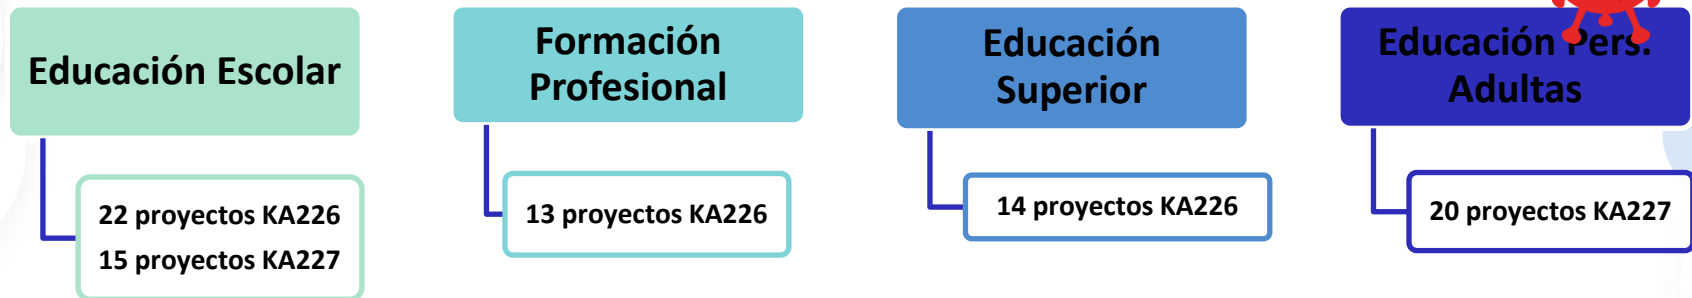 Educación Escolar
22 proyectos KA226
15 proyectos KA227
Formación
Profesional
13 proyectos KA226
Educación
Superior
14 proyectos KA226
Educación Pers.
Adultas
20 proyectos KA227